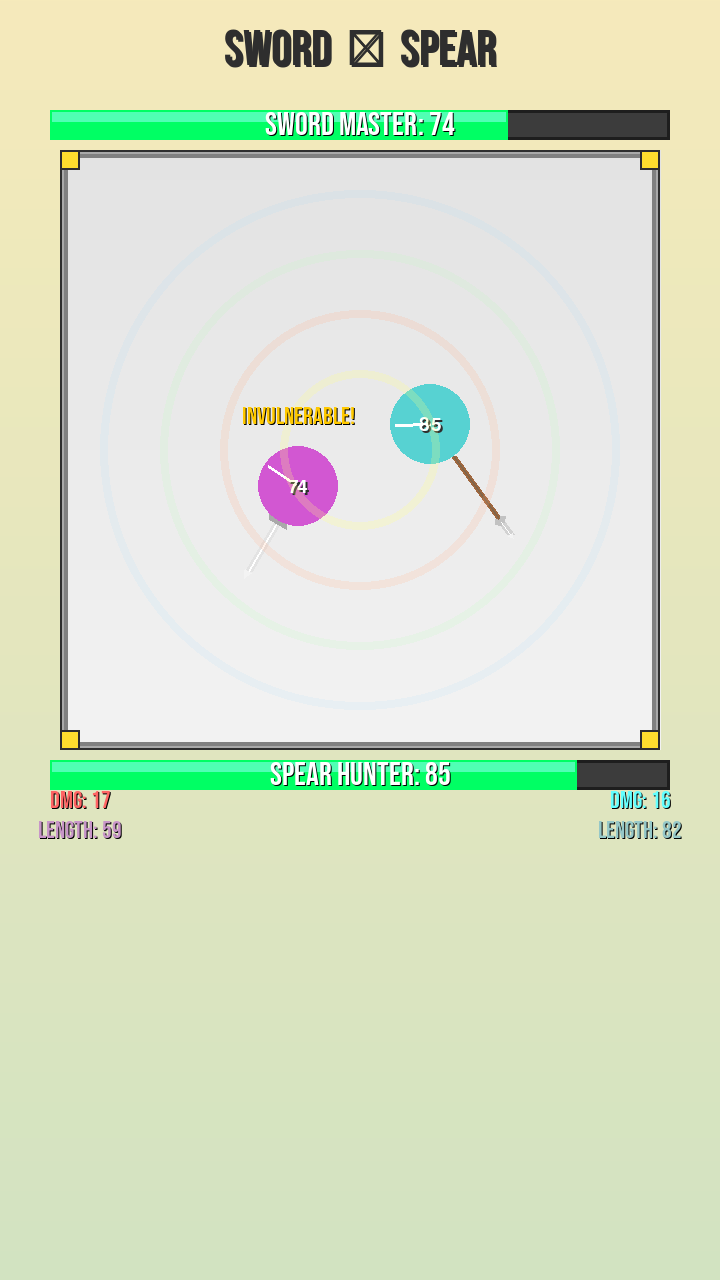 SWORD ☒ SPEAR
SWORD MASTER: 74
INVULNERABLE!
85
74
SPEAR HUNTER: 85
DMG: 17
DMG: 16
LENGTH: 59
LENGTH: 82